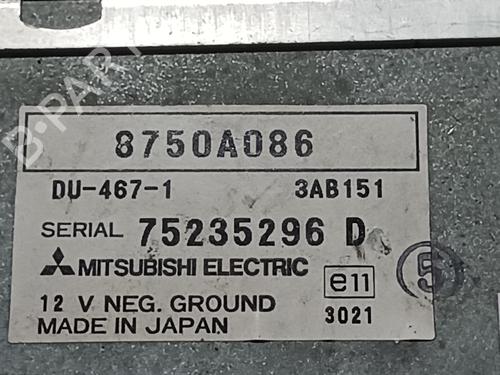 8750A086
DU-467-1 3AB151
SERIAL 75235296 D
MITSUBISHI ELECTRIC
e11
5
12 V NEG. GROUND
3021
MADE IN JAPAN
B-PARTS